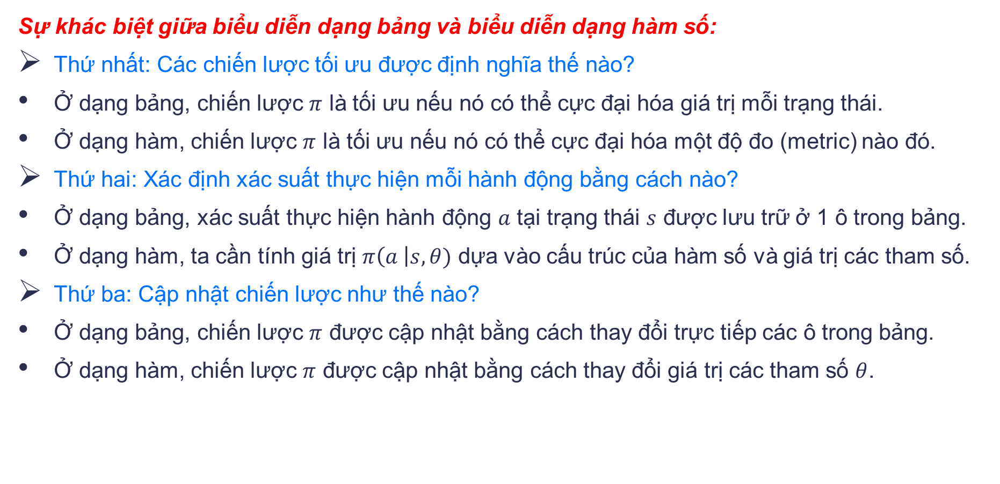 Sự khác biệt giữa biểu diễn dạng bảng và biểu diễn dạng hàm số:
➢ Thứ nhất: Các chiến lược tối ưu được định nghĩa thế nào?
• Ở dạng bảng, chiến lược π là tối ưu nếu nó có thể cực đại hóa giá trị mỗi trạng thái.
• Ở dạng hàm, chiến lược π là tối ưu nếu nó có thể cực đại hóa một độ đo (metric) nào đó.
➢ Thứ hai: Xác định xác suất thực hiện mỗi hành động bằng cách nào?
• Ở dạng bảng, xác suất thực hiện hành động a tại trạng thái s được lưu trữ ở 1 ô trong bảng.
• Ở dạng hàm, ta cần tính giá trị π(a |s, θ) dựa vào cấu trúc của hàm số và giá trị các tham số.
➢ Thứ ba: Cập nhật chiến lược như thế nào?
• Ở dạng bảng, chiến lược π được cập nhật bằng cách thay đổi trực tiếp các ô trong bảng.
• Ở dạng hàm, chiến lược π được cập nhật bằng cách thay đổi giá trị các tham số θ.